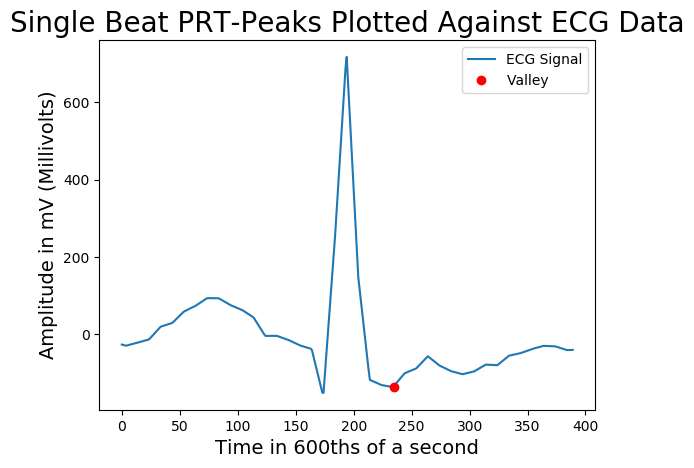 Single Beat PRT-Peaks Plotted Against ECG Data
ECG Signal
Valley
Amplitude in mV (Millivolts)
600
400
200
0
0 50 100 150 200 250 300 350 400
Time in 600ths of a second